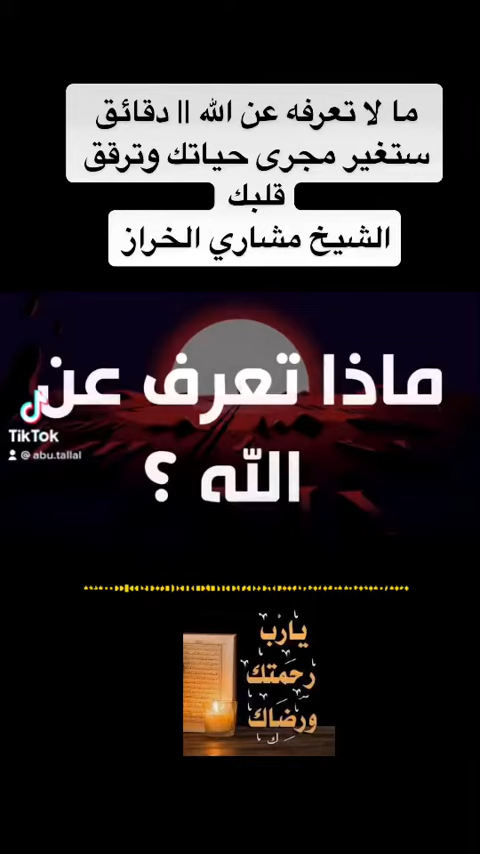 ما لا تعرفه عن الله || دقائق
ستغير مجرى حياتك وترقق
قلبك
الشيخ مشاري الخراز
ماذا تعرف عن
الله ؟
TikTok
@ abu.tallal
يارب
رحمتك
ورضاك